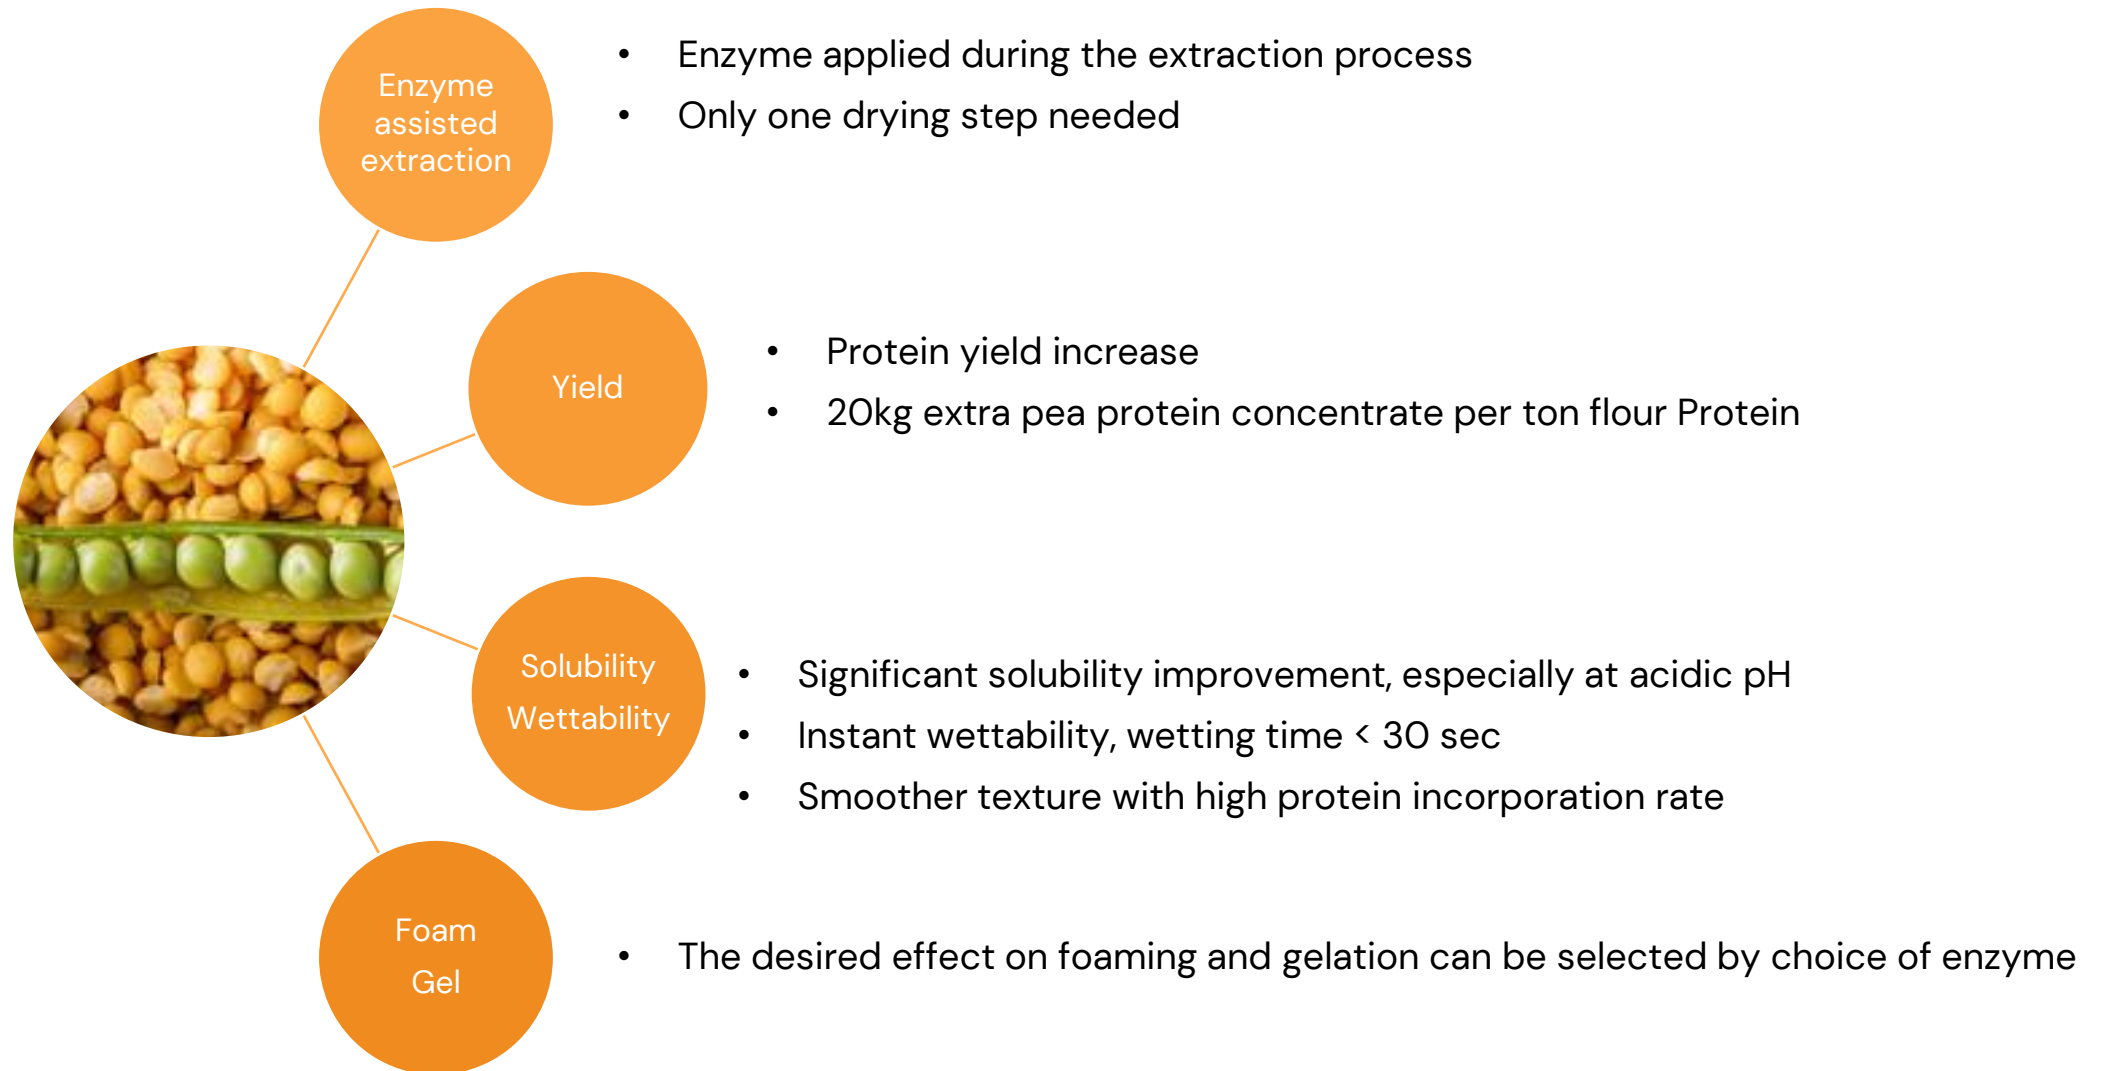 Enzyme
assisted
extraction
• Enzyme applied during the extraction process
• Only one drying step needed
Yield
• Protein yield increase
• 20kg extra pea protein concentrate per ton flour Protein
Solubility
Wettability
• Significant solubility improvement, especially at acidic pH
• Instant wettability, wetting time < 30 sec
• Smoother texture with high protein incorporation rate
Foam
Gel
• The desired effect on foaming and gelation can be selected by choice of enzyme